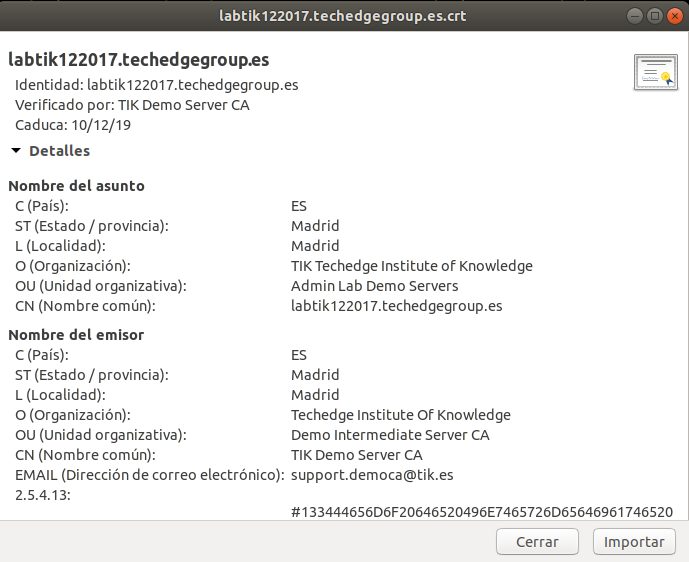 labtik122017.techedgegroup.es.crt
labtik122017.techedgegroup.es
Identidad: labtik122017.techedgegroup.es
Verificado por: TIK Demo Server CA
Caduca: 10/12/19
Detalles
Nombre del asunto
C (País): ES
ST (Estado / provincia): Madrid
L (Localidad): Madrid
O (Organización): TIK Techedge Institute of Knowledge
OU (Unidad organizativa): Admin Lab Demo Servers
CN (Nombre común): labtik122017.techedgegroup.es
Nombre del emisor
C (País): ES
ST (Estado / provincia): Madrid
L (Localidad): Madrid
O (Organización): Techedge Institute Of Knowledge
OU (Unidad organizativa): Demo Intermediate Server CA
CN (Nombre común): TIK Demo Server CA
EMAIL (Dirección de correo electrónico): support.democa@tik.es
2.5.4.13:
#133444656D6F20646520496E7465726D65646961746520
Cerrar Importar